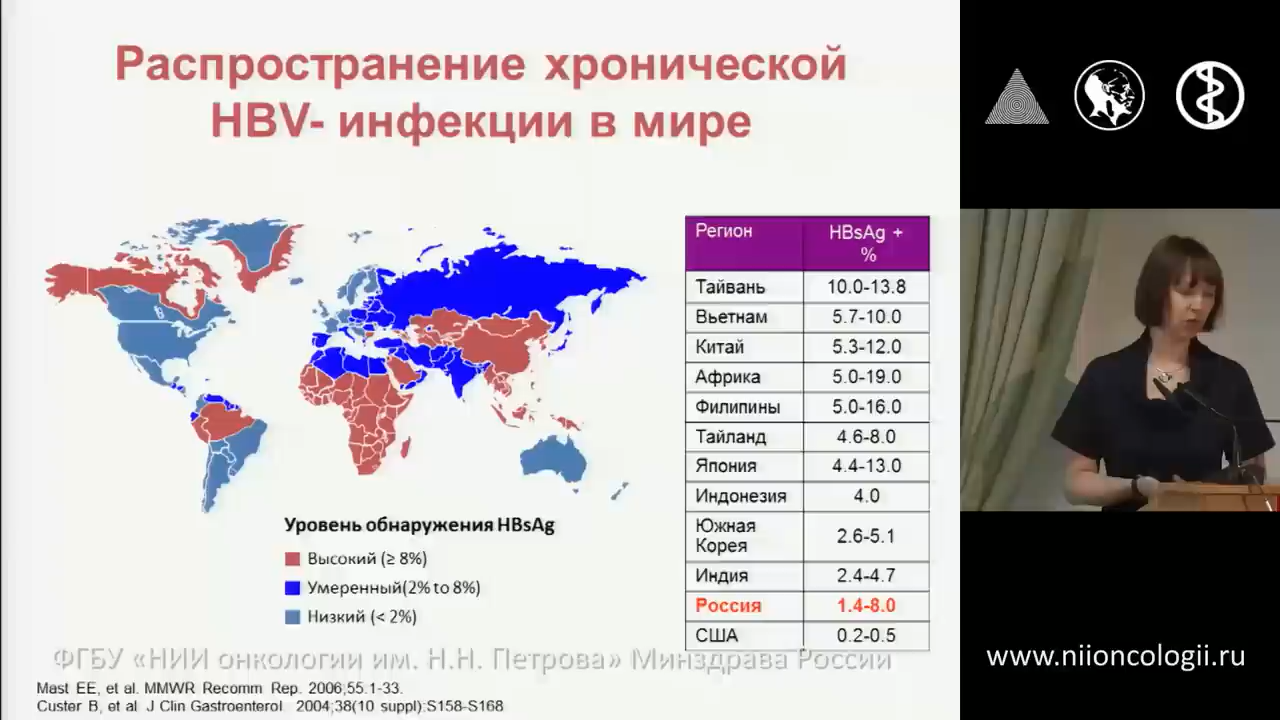 Распространение хронической
HBV- инфекции в мире
Регион HBsAg +
%
Тайвань 10.0-13.8
Вьетнам 5.7-10.0
Китай 5.3-12.0
Африка 5.0-19.0
Филипины 5.0-16.0
Тайланд 4.6-8.0
Япония 4.4-13.0
Индонезия 4.0
Южная
Корея 2.6-5.1
Индия 2.4-4.7
Россия 1.4-8.0
США 0.2-0.5
Уровень обнаружения HBsAg
Высокий (≥ 8%)
Умеренный(2% to 8%)
Низкий (< 2%)
ФГБУ «НИИ онкологии им. Н.Н. Петрова» Минздрава России
Mast EE, et al. MMWR Recomm Rep. 2006;55.1-33.
Custer B, et al J Clin Gastroenterol 2004;38(10 suppl):S158-S168
www.niioncologii.ru